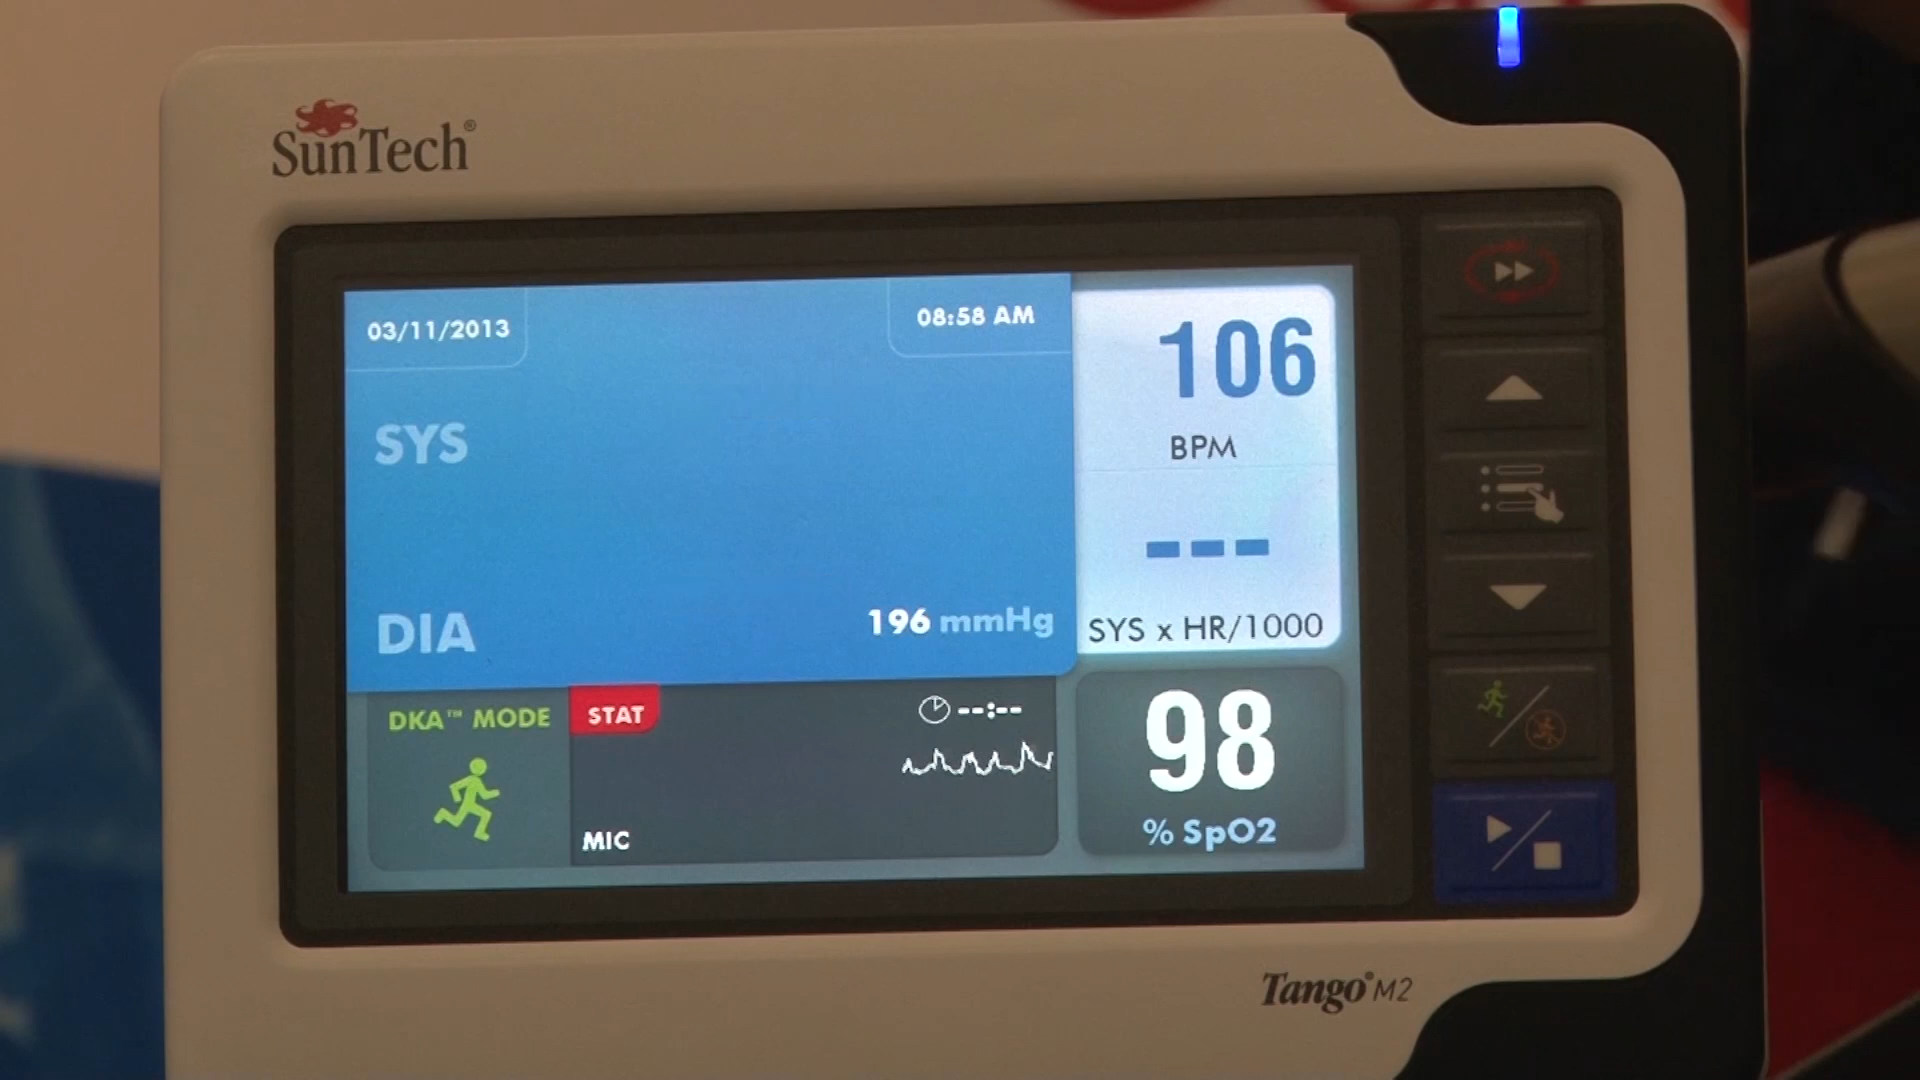 SunTech®
03/11/2013
08:58 AM
106
BPM
SYS
---
SYS x HR/1000
DIA
196 mmHg
DKA™ MODE
STAT
--:--
98
% SpO2
MIC
Tango® M2